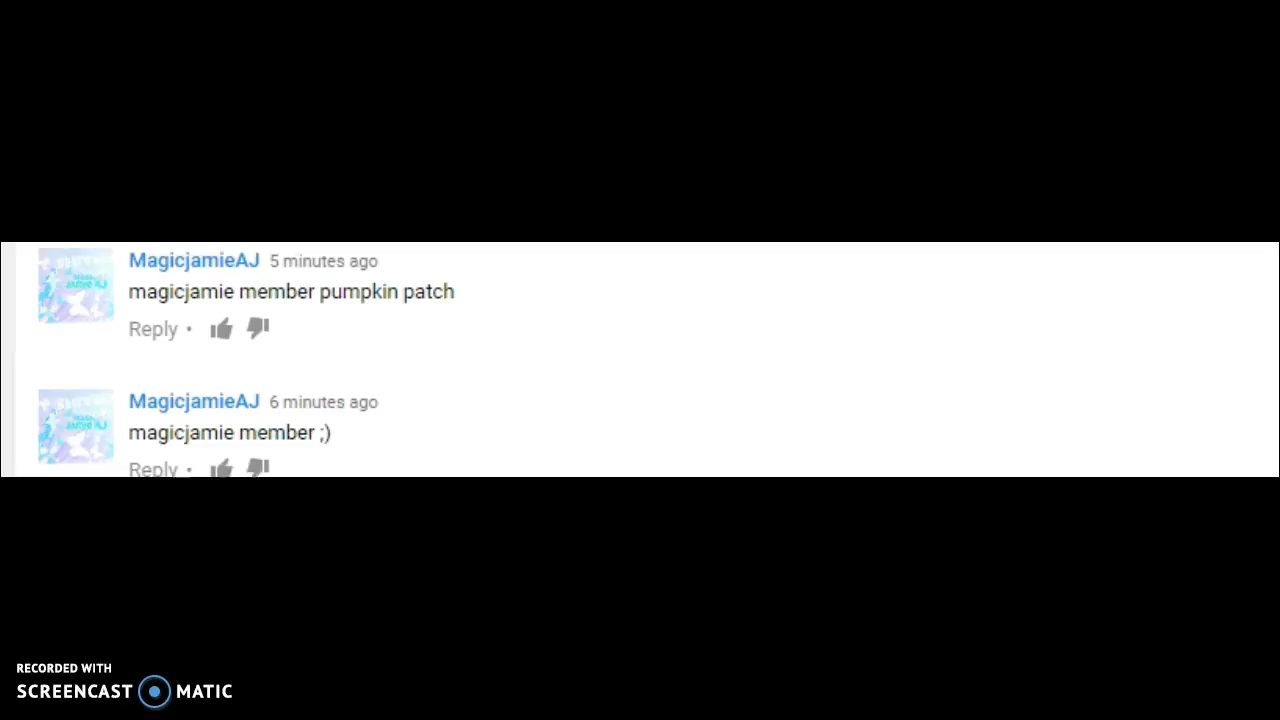 MagicjamieAJ 5 minutes ago
magicjamie member pumpkin patch
Reply •
MagicjamieAJ 6 minutes ago
magicjamie member ;)
Reply •
RECORDED WITH
SCREENCAST MATIC